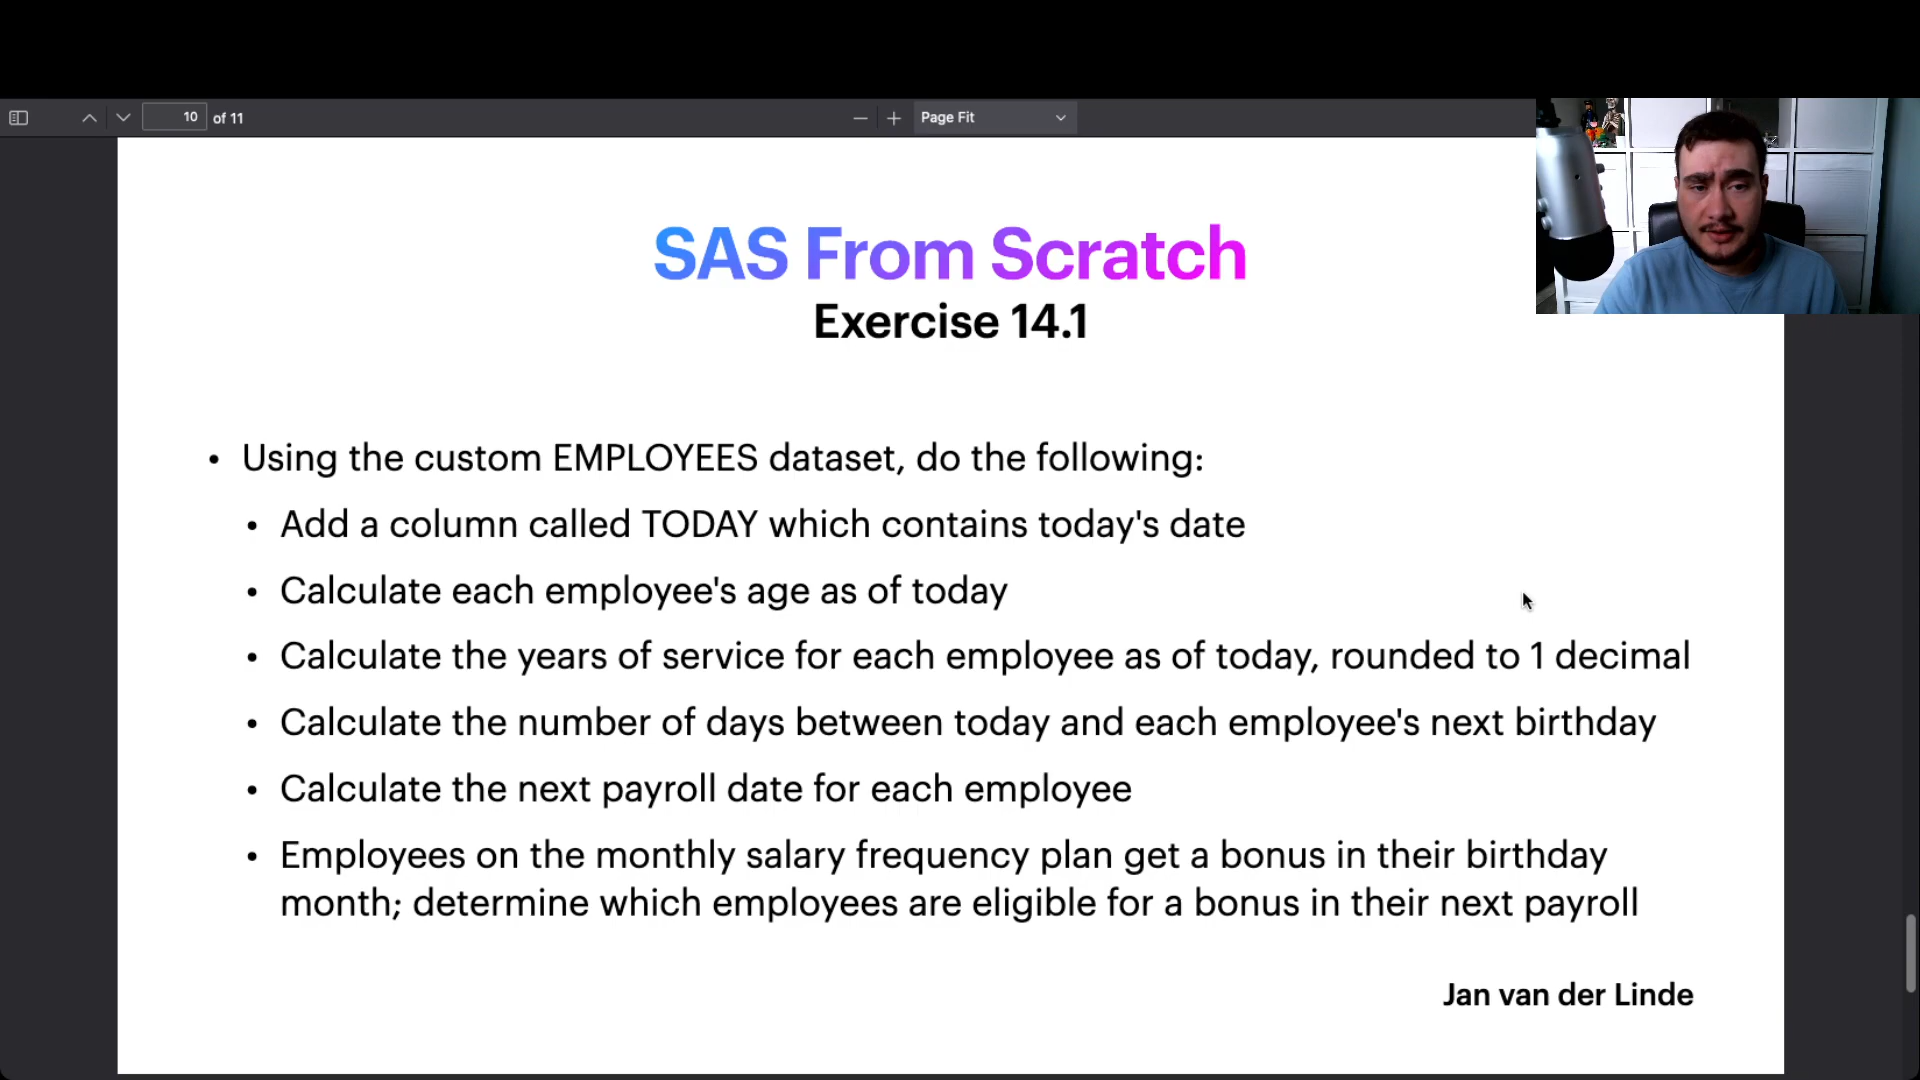 10 of 11
Page Fit
SAS From Scratch
Exercise 14.1
• Using the custom EMPLOYEES dataset, do the following:
• Add a column called TODAY which contains today's date
• Calculate each employee's age as of today
• Calculate the years of service for each employee as of today, rounded to 1 decimal
• Calculate the number of days between today and each employee's next birthday
• Calculate the next payroll date for each employee
• Employees on the monthly salary frequency plan get a bonus in their birthday
month; determine which employees are eligible for a bonus in their next payroll
Jan van der Linde